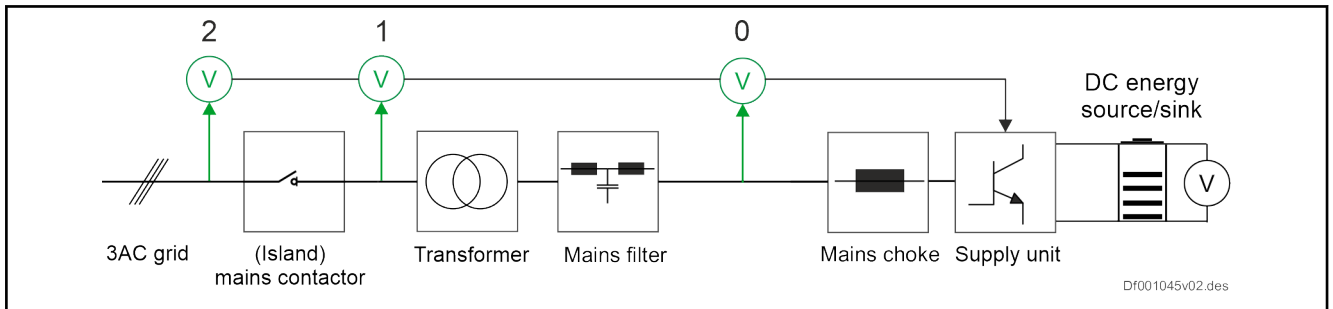 2
1
0
V
V
V
DC energy
source/sink
V
3AC grid
(Island)
mains contactor
Transformer
Mains filter
Mains choke
Supply unit
Df001045v02.des